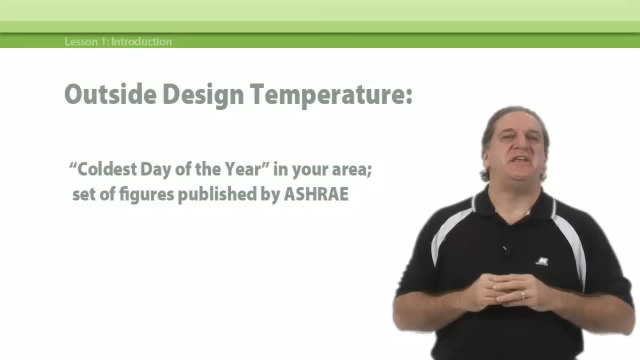 Lesson 1: Introduction
Outside Design Temperature:
“Coldest Day of the Year” in your area;
set of figures published by ASHRAE